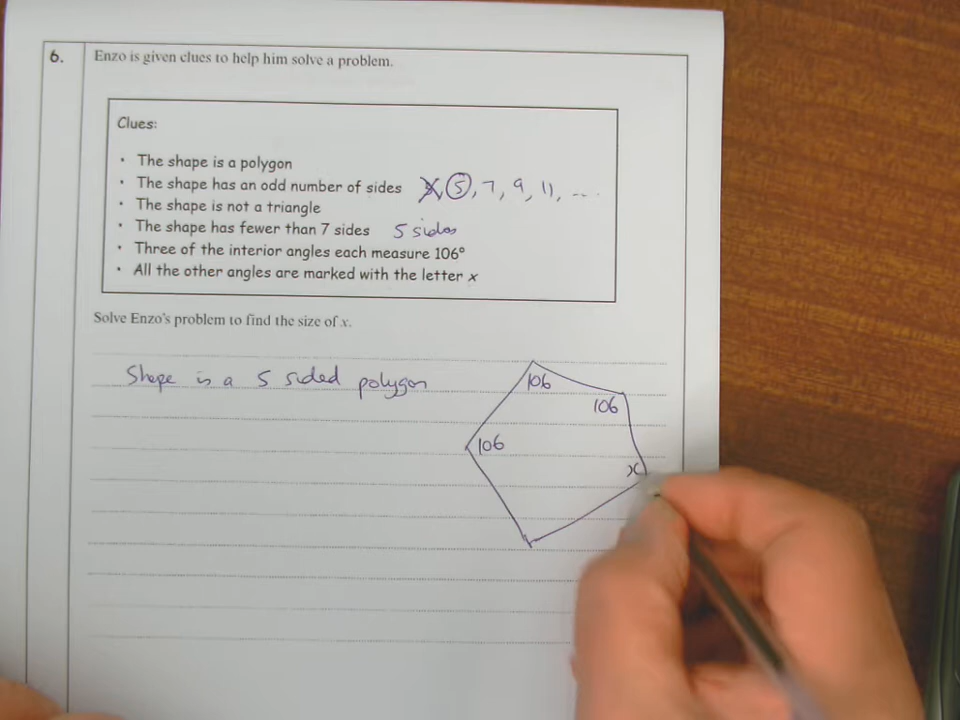 6. Enzo is given clues to help him solve a problem.
Clues:
• The shape is a polygon
• The shape has an odd number of sides 3, 5, 7, 9, 11, ...
• The shape is not a triangle
• The shape has fewer than 7 sides 5 sides
• Three of the interior angles each measure 106°
• All the other angles are marked with the letter x
Solve Enzo's problem to find the size of x.
Shape is a 5 sided polygon
106
106
106
x